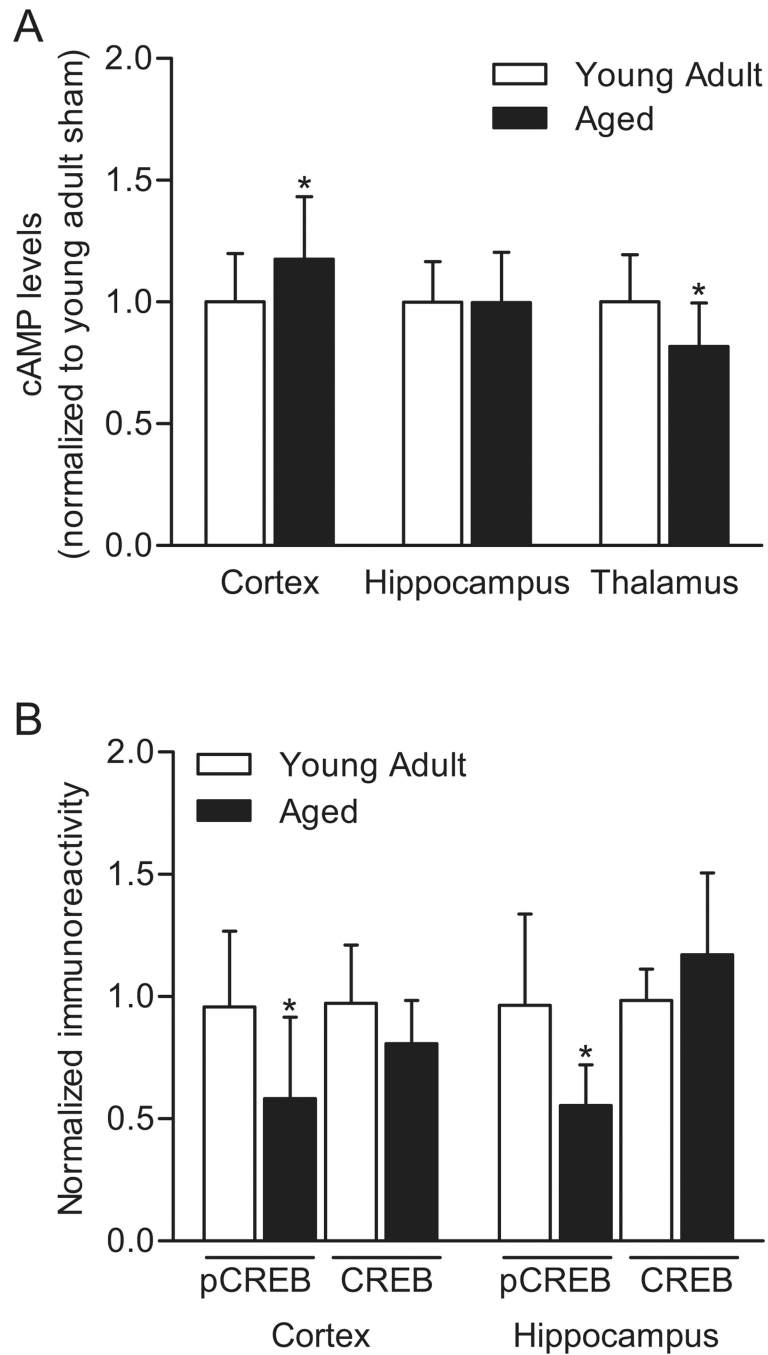 A
cAMP levels
(normalized to young adult sham)
2.0
1.5
1.0
0.5
0.0
Young Adult
Aged
*
*
Cortex Hippocampus Thalamus
B
Normalized immunoreactivity
2.0
1.5
1.0
0.5
0.0
Young Adult
Aged
*
*
pCREB CREB pCREB CREB
Cortex Hippocampus